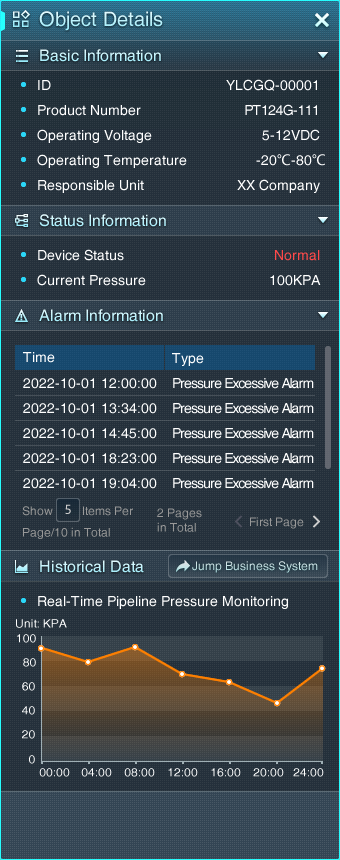 Object Details
Basic Information
ID YLCGQ-00001
Product Number PT124G-111
Operating Voltage 5-12VDC
Operating Temperature -20℃-80℃
Responsible Unit XX Company
Status Information
Device Status Normal
Current Pressure 100KPA
Alarm Information
Time Type
2022-10-01 12:00:00 Pressure Excessive Alarm
2022-10-01 13:34:00 Pressure Excessive Alarm
2022-10-01 14:45:00 Pressure Excessive Alarm
2022-10-01 18:23:00 Pressure Excessive Alarm
2022-10-01 19:04:00 Pressure Excessive Alarm
Show 5 Items Per
Page/10 in Total
2 Pages
in Total
First Page
Historical Data Jump Business System
Real-Time Pipeline Pressure Monitoring
Unit: KPA
100
80
60
40
20
0
00:00 04:00 08:00 12:00 16:00 20:00 24:00